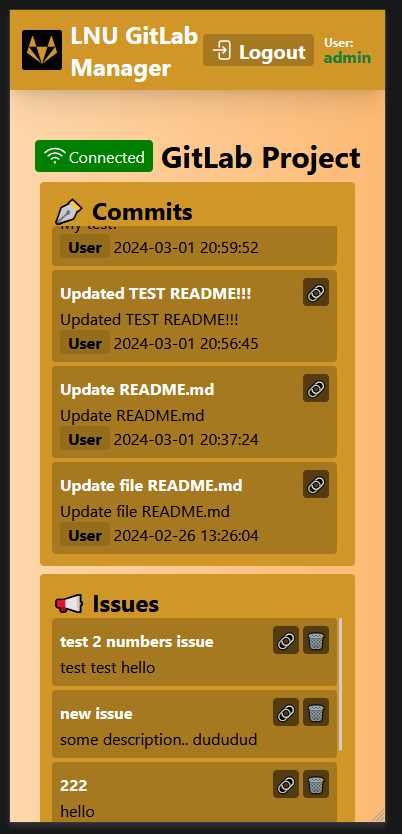 LNU GitLab
Manager
Logout
User:
admin
Connected
GitLab Project
Commits
My test!
User 2024-03-01 20:59:52
Updated TEST README!!!
Updated TEST README!!!
User 2024-03-01 20:56:45
Update README.md
Update README.md
User 2024-03-01 20:37:24
Update file README.md
Update file README.md
User 2024-02-26 13:26:04
Issues
test 2 numbers issue
test test hello
new issue
some description.. dududud
222
hello